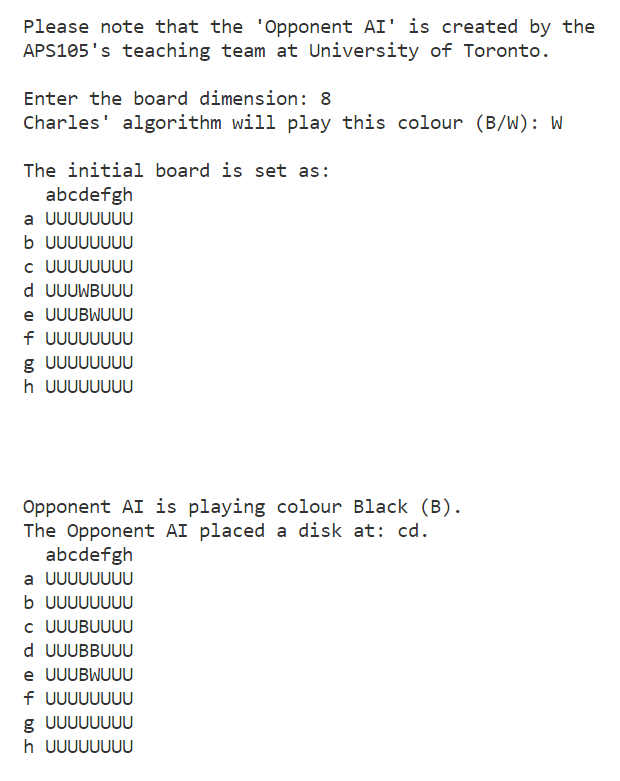 Please note that the 'Opponent AI' is created by the
APS105's teaching team at University of Toronto.
Enter the board dimension: 8
Charles' algorithm will play this colour (B/W): W
The initial board is set as:
abcdefgh
a UUUUUUUU
b UUUUUUUU
c UUUUUUUU
d UUUWBUUU
e UUUBWUUU
f UUUUUUUU
g UUUUUUUU
h UUUUUUUU
Opponent AI is playing colour Black (B).
The Opponent AI placed a disk at: cd.
abcdefgh
a UUUUUUUU
b UUUUUUUU
c UUUBUUUU
d UUUBBUUU
e UUUBWUUU
f UUUUUUUU
g UUUUUUUU
h UUUUUUUU